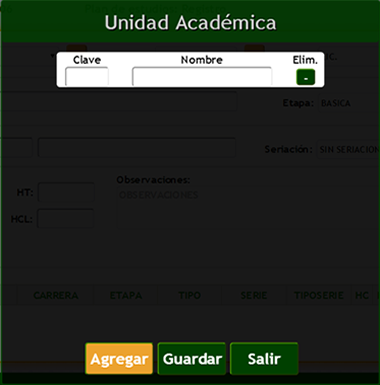 Unidad Académica
Clave Nombre Elim.
-
Etapa: BASICA
Seriación: SIN SERIACIÓN
Observaciones:
HT: OBSERVACIONES
HCL:
CARRERA ETAPA TIPO SERIE TIPOSERIE HC
Agregar Guardar Salir